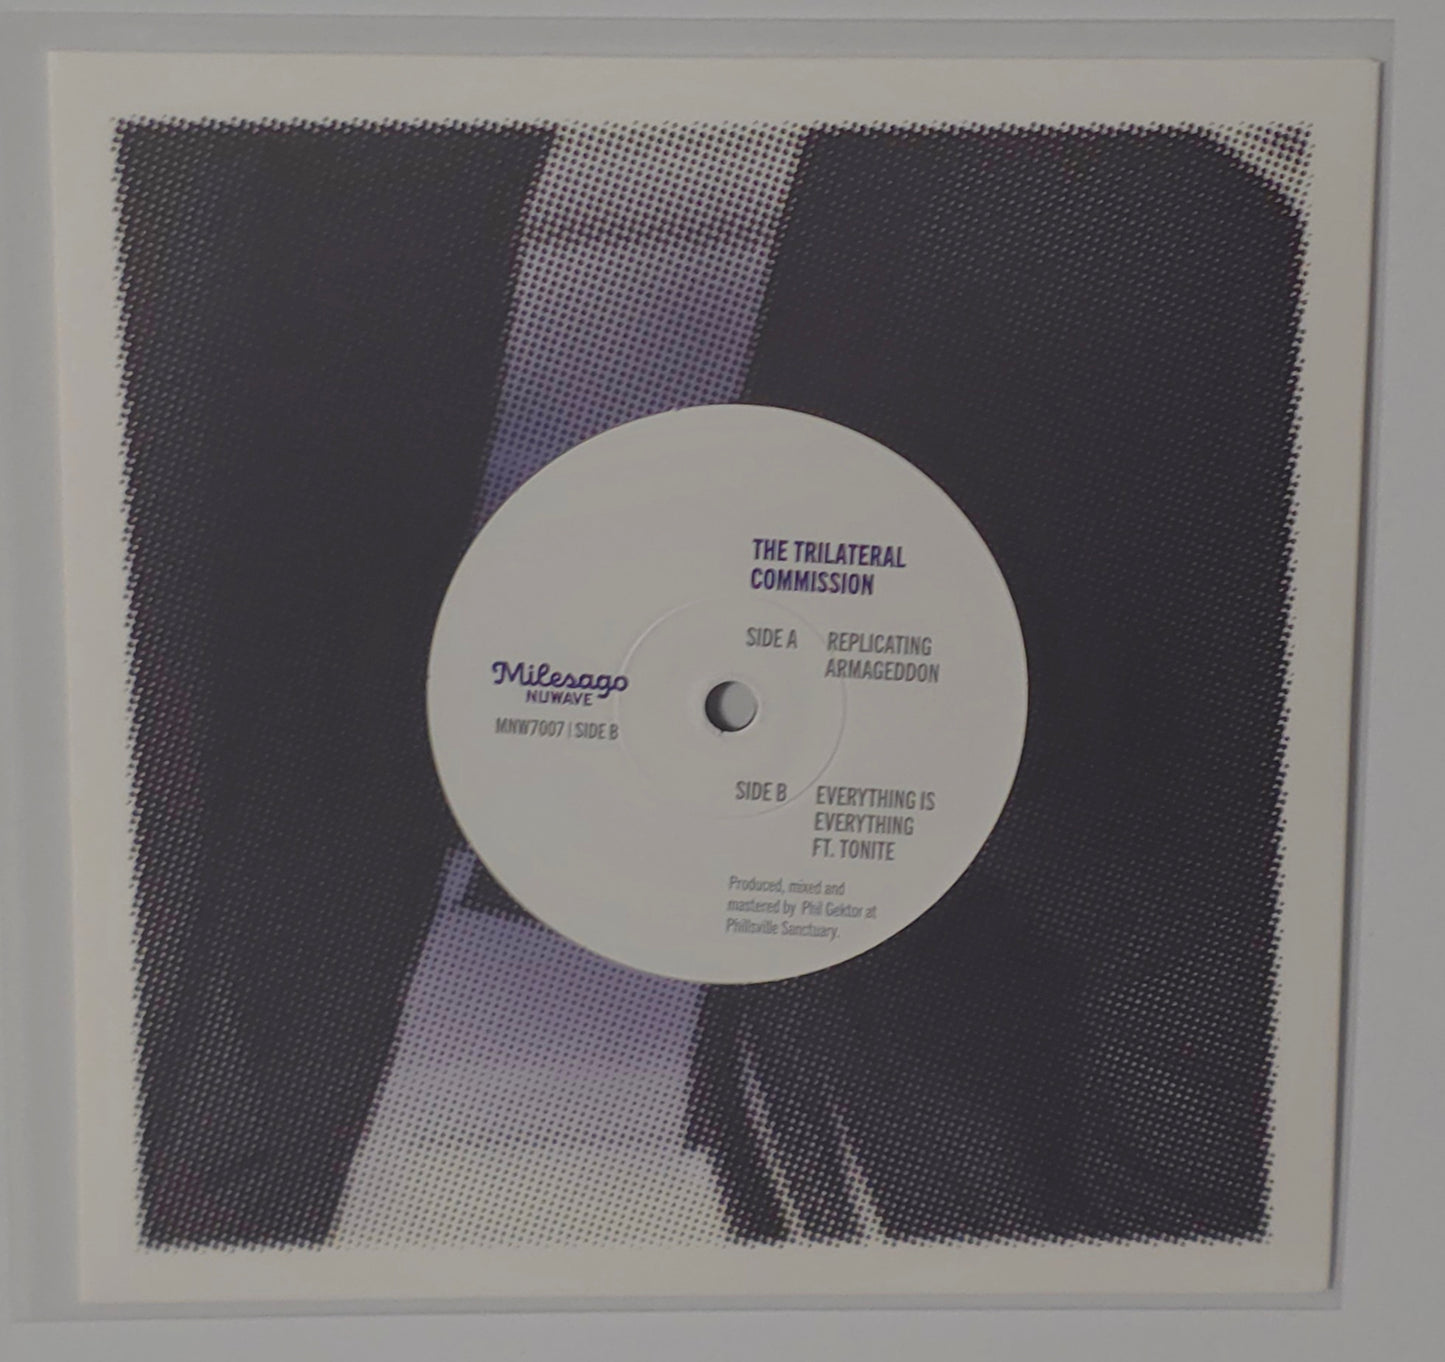 THE TRILATERAL
COMMISSION
SIDE A REPLICATING
ARMAGEDDON
Milesago
NUWAVE
MNW7007 | SIDE B
SIDE B EVERYTHING IS
EVERYTHING
FT. TONITE
Produced, mixed and
mastered by Phil Gektor at
Phillsville Sanctuary.